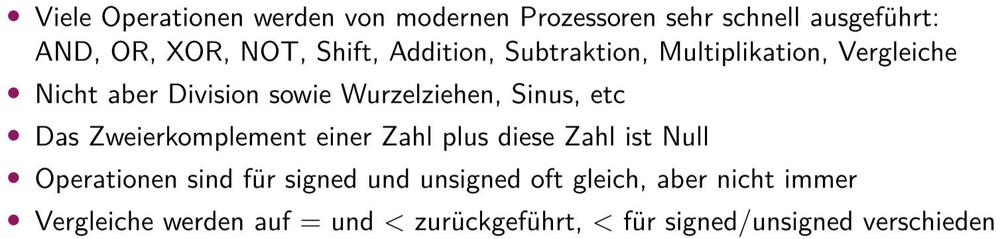 • Viele Operationen werden von modernen Prozessoren sehr schnell ausgeführt:
AND, OR, XOR, NOT, Shift, Addition, Subtraktion, Multiplikation, Vergleiche
• Nicht aber Division sowie Wurzelziehen, Sinus, etc
• Das Zweierkomplement einer Zahl plus diese Zahl ist Null
• Operationen sind für signed und unsigned oft gleich, aber nicht immer
• Vergleiche werden auf = und < zurückgeführt, < für signed/unsigned verschieden